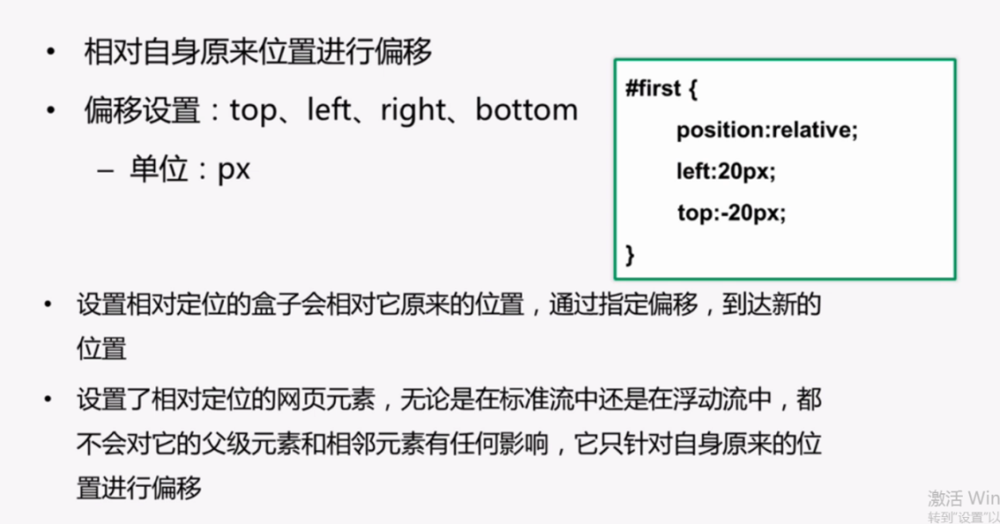 • 相对自身原来位置进行偏移
• 偏移设置：top、left、right、bottom
– 单位：px
#first {
position:relative;
left:20px;
top:-20px;
}
• 设置相对定位的盒子会相对它原来的位置，通过指定偏移，到达新的
位置
• 设置了相对定位的网页元素，无论是在标准流中还是在浮动流中，都
不会对它的父级元素和相邻元素有任何影响，它只针对自身原来的位
置进行偏移
激活 Win
转到"设置"以